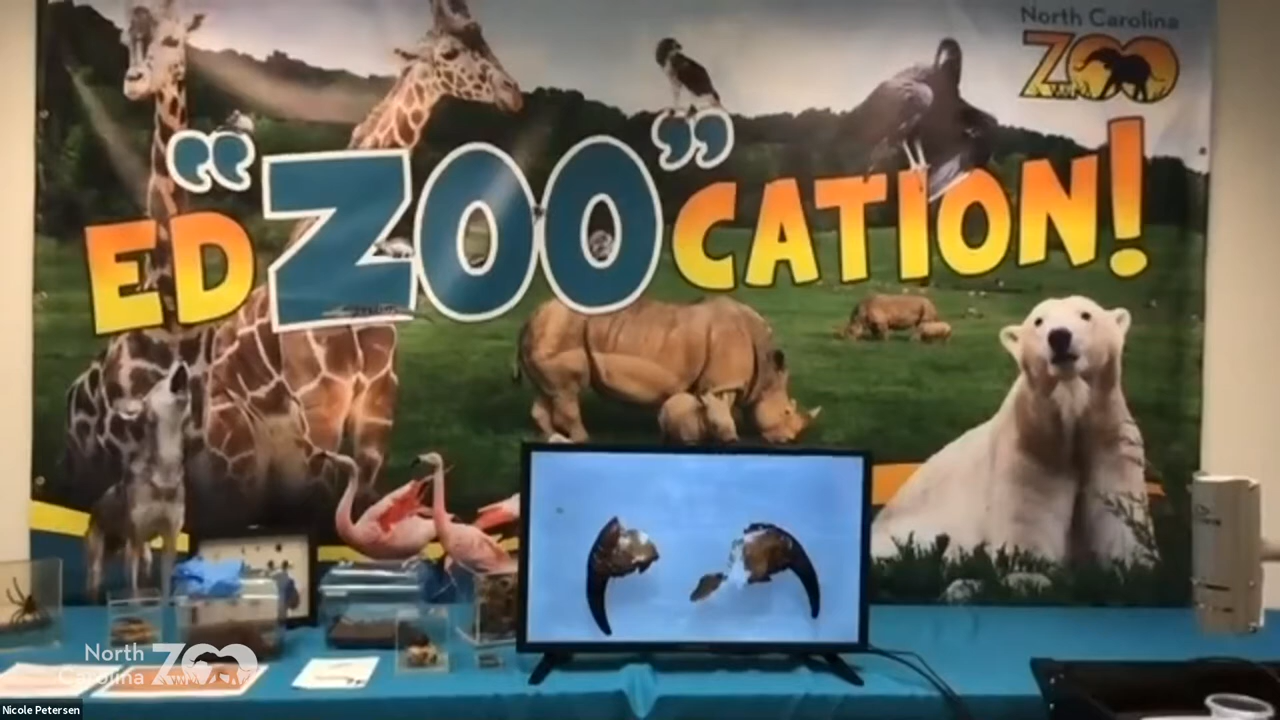 North Carolina
ZOO
ED"ZOO"CATION!
North
Carolina ZOO
Nicole Petersen